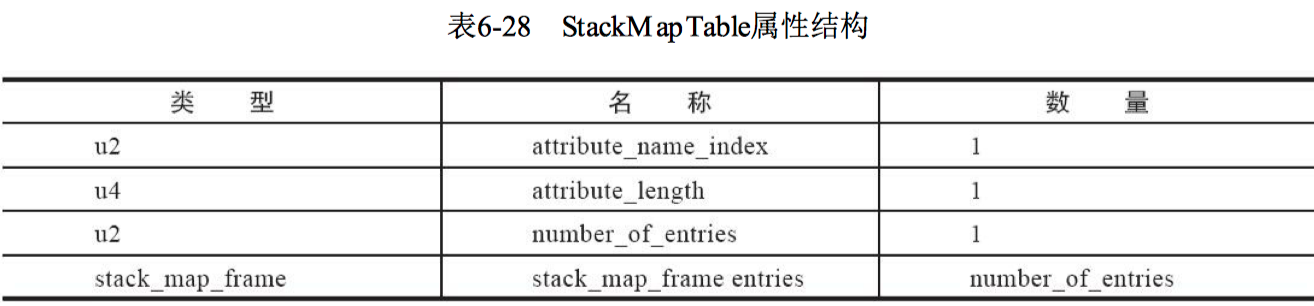 表6-28 StackMapTable属性结构
类 型 名 称 数 量
u2 attribute_name_index 1
u4 attribute_length 1
u2 number_of_entries 1
stack_map_frame stack_map_frame entries number_of_entries